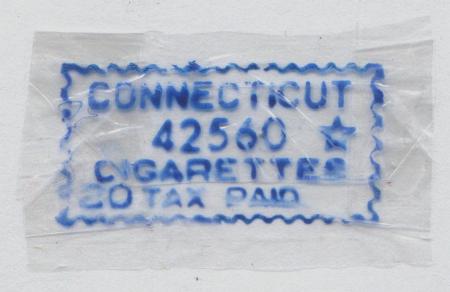 CONNECTICUT
42560 ★
CIGARETTES
20 TAX PAID